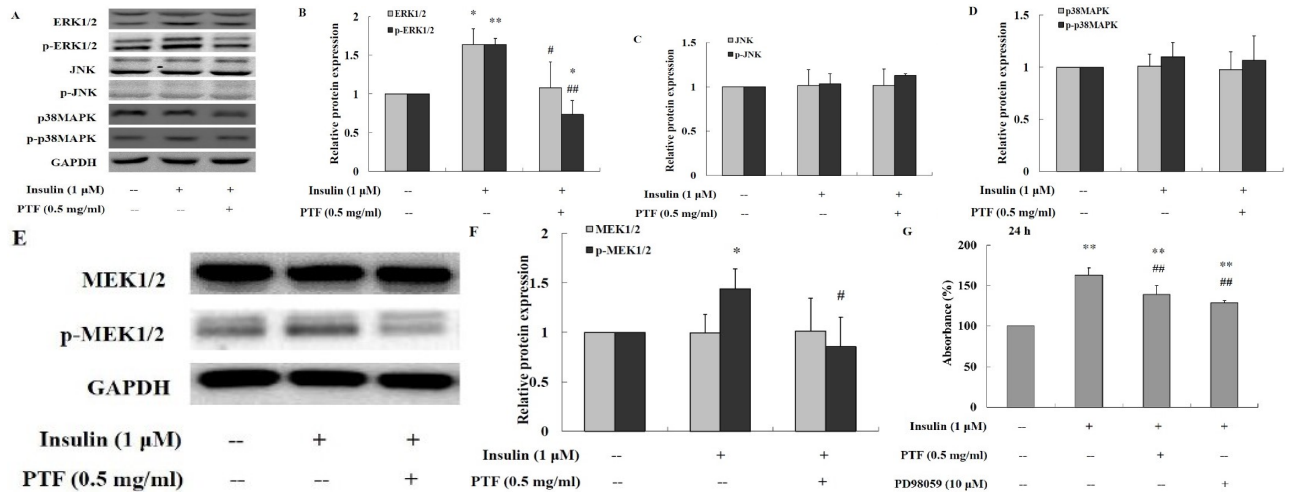 A
ERK1/2
p-ERK1/2
JNK
p-JNK
p38MAPK
p-p38MAPK
GAPDH
Insulin (1 μM) -- + +
PTF (0.5 mg/ml) -- -- +
B
ERK1/2
p-ERK1/2
Relative protein expression
2
1.5
1
0.5
0
* **
#
*
##
Insulin (1 μM) -- + +
PTF (0.5 mg/ml) -- -- +
C
JNK
p-JNK
Relative protein expression
1.5
1
0.5
0
Insulin (1 μM) -- + +
PTF (0.5 mg/ml) -- -- +
D
p38MAPK
p-p38MAPK
Relative protein expression
1.5
1
0.5
0
Insulin (1 μM) -- + +
PTF (0.5 mg/ml) -- -- +
E
MEK1/2
p-MEK1/2
GAPDH
Insulin (1 μM) -- + +
PTF (0.5 mg/ml) -- -- +
F
MEK1/2
p-MEK1/2
Relative protein expression
2
1.5
1
0.5
0
*
#
Insulin (1 μM) -- + +
PTF (0.5 mg/ml) -- -- +
G
24 h
Absorbance (%)
200
150
100
50
0
** ** **
## ##
Insulin (1 μM) -- + + +
PTF (0.5 mg/ml) -- -- + --
PD98059 (10 μM) -- -- -- +